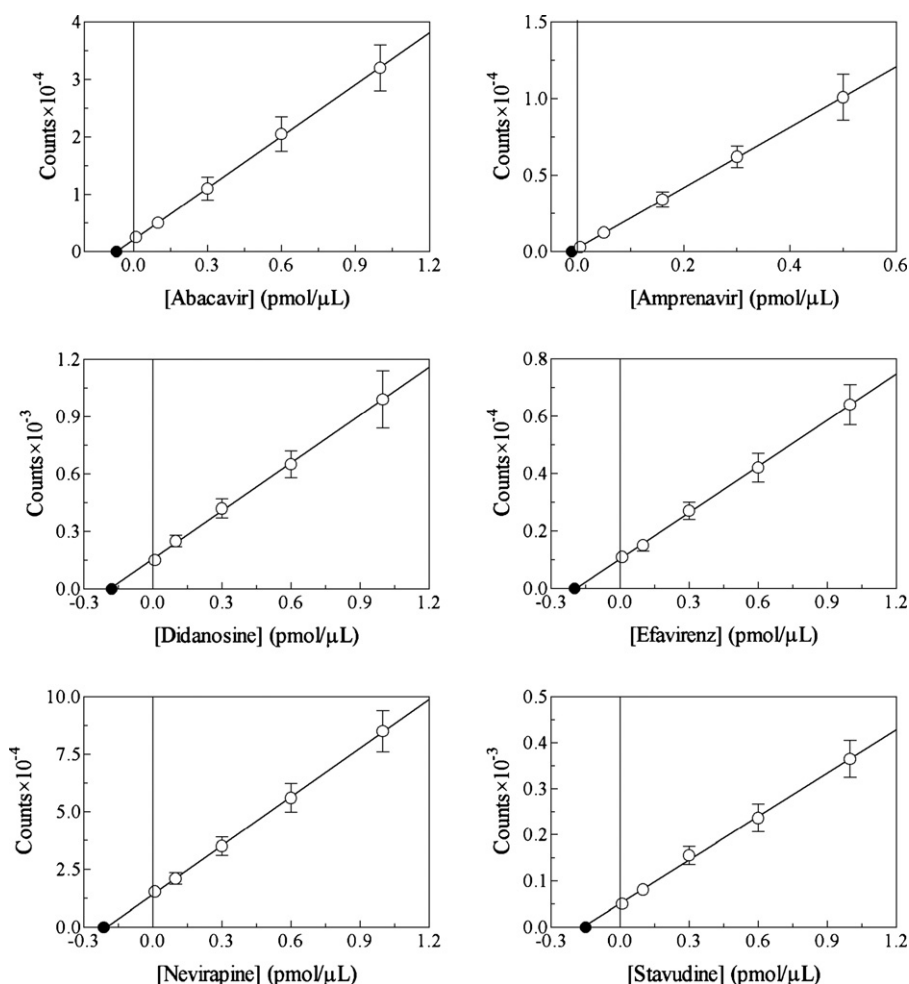 4
3
2
1
0
Counts×10⁻⁴
0.0 0.3 0.6 0.9 1.2
[Abacavir] (pmol/μL)
1.5
1.0
0.5
0.0
Counts×10⁻⁴
0.0 0.2 0.4 0.6
[Amprenavir] (pmol/μL)
1.2
0.9
0.6
0.3
0.0
Counts×10⁻³
-0.3 0.0 0.3 0.6 0.9 1.2
[Didanosine] (pmol/μL)
0.8
0.6
0.4
0.2
0.0
Counts×10⁻⁴
-0.3 0.0 0.3 0.6 0.9 1.2
[Efavirenz] (pmol/μL)
10.0
7.5
5.0
2.5
0.0
Counts×10⁻⁴
-0.3 0.0 0.3 0.6 0.9 1.2
[Nevirapine] (pmol/μL)
0.5
0.4
0.3
0.2
0.1
0.0
Counts×10⁻³
-0.3 0.0 0.3 0.6 0.9 1.2
[Stavudine] (pmol/μL)